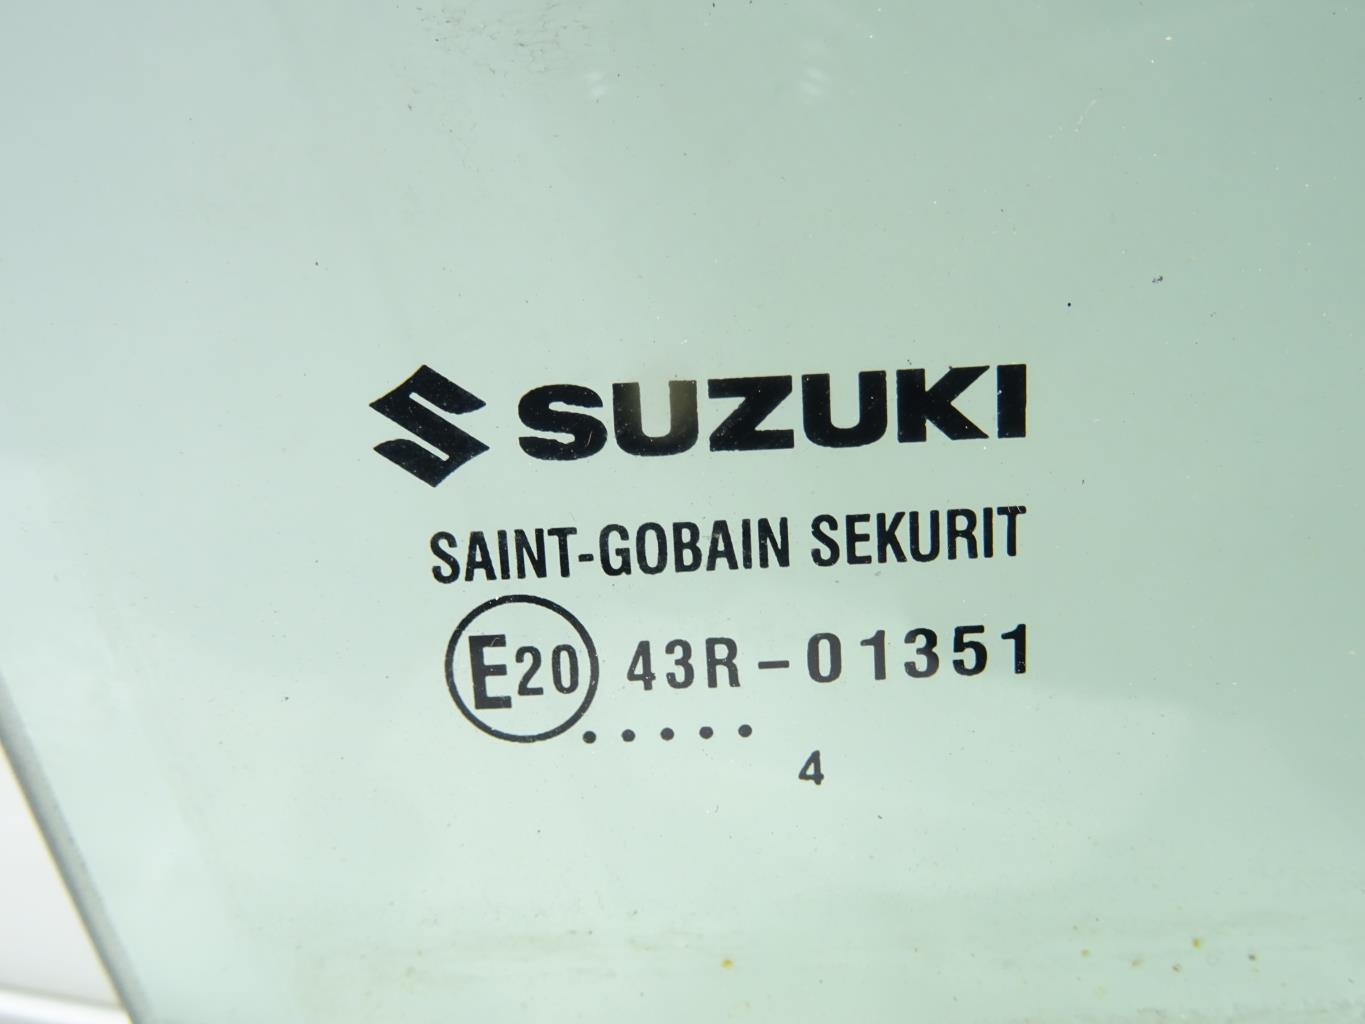 SUZUKI
SAINT-GOBAIN SEKURIT
E20 43R-01351
.....
4